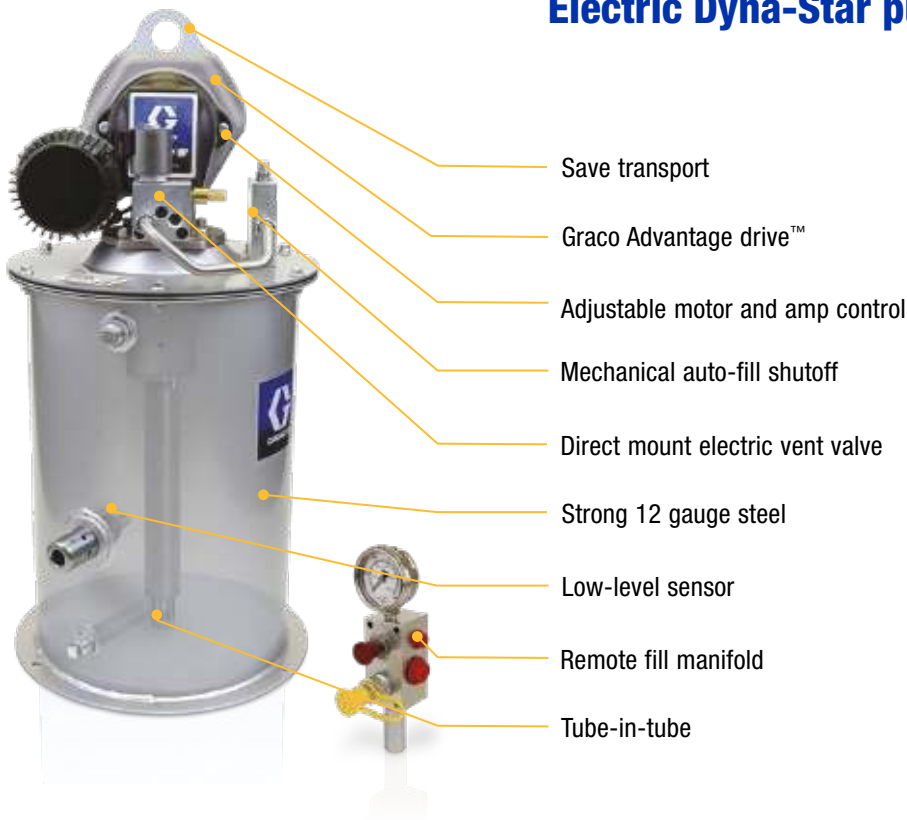 Electric Dyna-Star
Save transport
Graco Advantage drive™
Adjustable motor and amp control
Mechanical auto-fill shutoff
Direct mount electric vent valve
Strong 12 gauge steel
Low-level sensor
Remote fill manifold
Tube-in-tube
G
G